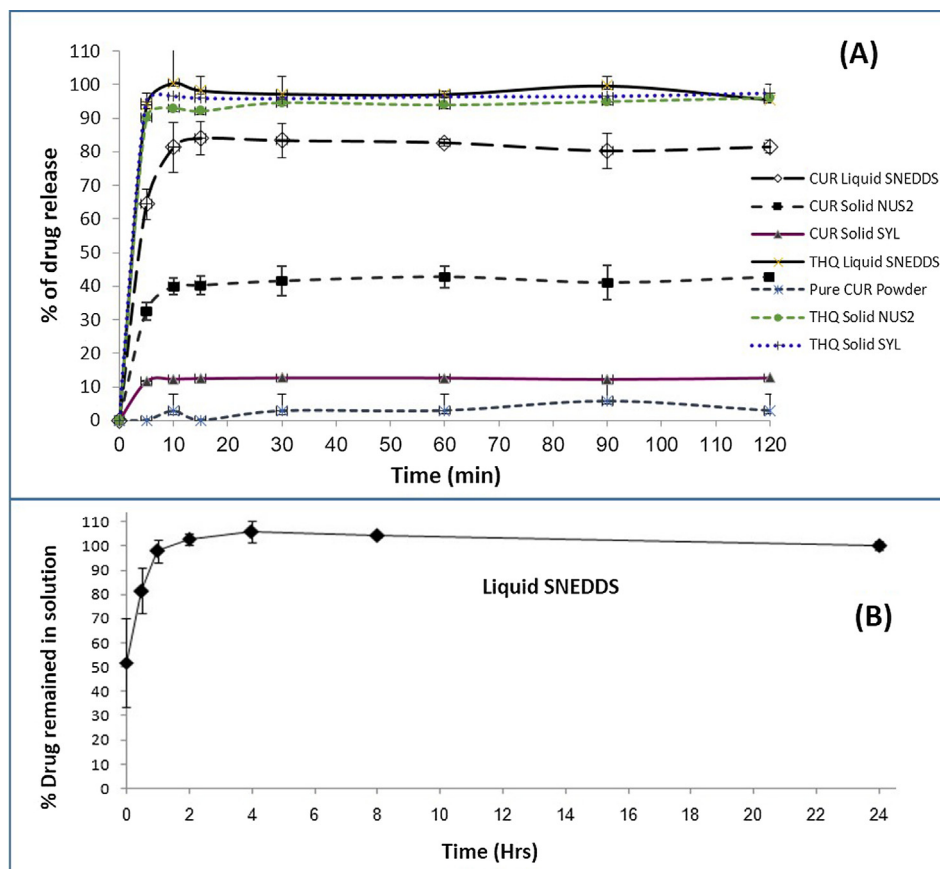 (A)
% of drug release
110
100
90
80
70
60
50
40
30
20
10
0
0 10 20 30 40 50 60 70 80 90 100 110 120
Time (min)
CUR Liquid SNEDDS
CUR Solid NUS2
CUR Solid SYL
THQ Liquid SNEDDS
Pure CUR Powder
THQ Solid NUS2
THQ Solid SYL
% Drug remained in solution
110
100
90
80
70
60
50
40
30
20
10
0
Liquid SNEDDS
(B)
0 2 4 6 8 10 12 14 16 18 20 22 24
Time (Hrs)